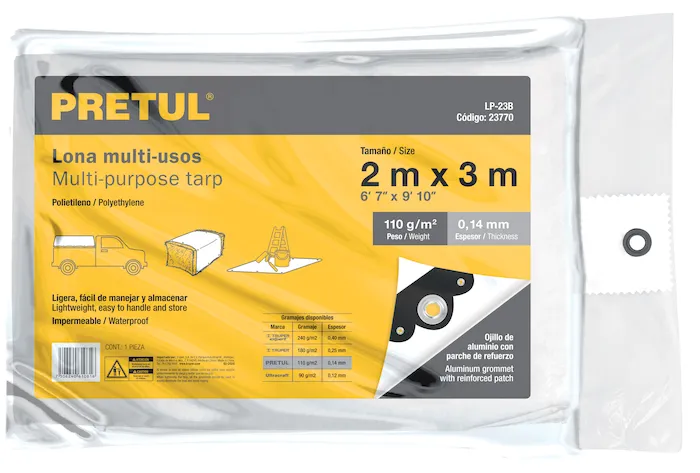 PRETUL®
LP-23B
Código: 23770
Lona multi-usos
Multi-purpose tarp
Polietileno / Polyethylene
Tamaño / Size
2 m x 3 m
6' 7" x 9' 10"
110 g/m²
Peso / Weight
0,14 mm
Espesor / Thickness
Ligera, fácil de manejar y almacenar
Lightweight, easy to handle and store
Impermeable / Waterproof
Gramajes disponibles
Marca Gramaje Espesor
TRUPER 240 g/m2 0,40 mm
TRUPER 180 g/m2 0,25 mm
PRETUL 110 g/m2 0,14 mm
90 g/m2 0,12 mm
Ojillo de
aluminio con
parche de refuerzo
Aluminum grommet
with reinforced patch
CONT.: 1 PIEZA